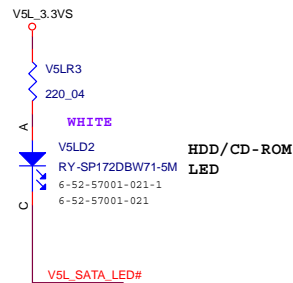 V5L_3.3VS
V5LR3
220_04
A
WHITE
V5LD2
RY-SP172DBW71-5M
6-52-57001-021-1
6-52-57001-021
HDD/CD-ROM
LED
C
V5L_SATA_LED#